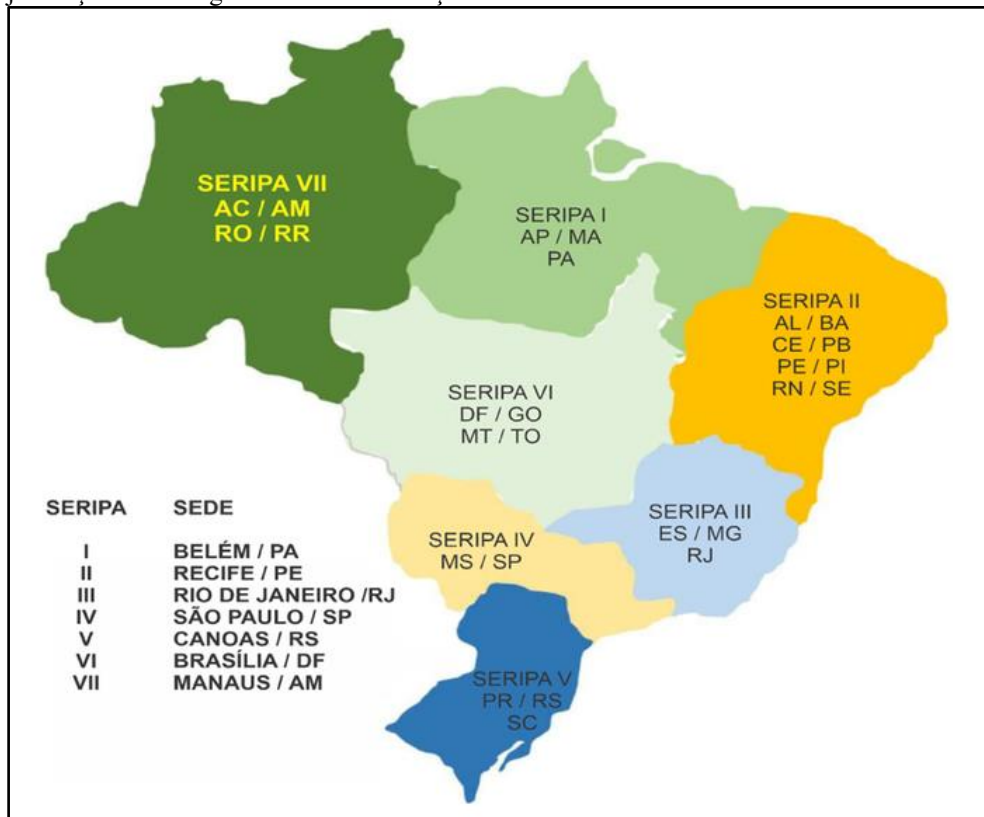 SERIPA VII
AC / AM
RO / RR
SERIPA I
AP / MA
PA
SERIPA II
AL / BA
CE / PB
PE / PI
RN / SE
SERIPA VI
DF / GO
MT / TO
SERIPA III
ES / MG
RJ
SERIPA IV
MS / SP
SERIPA V
PR / RS
SC
SERIPA SEDE
I BELÉM / PA
II RECIFE / PE
III RIO DE JANEIRO /RJ
IV SÃO PAULO / SP
V CANOAS / RS
VI BRASÍLIA / DF
VII MANAUS / AM